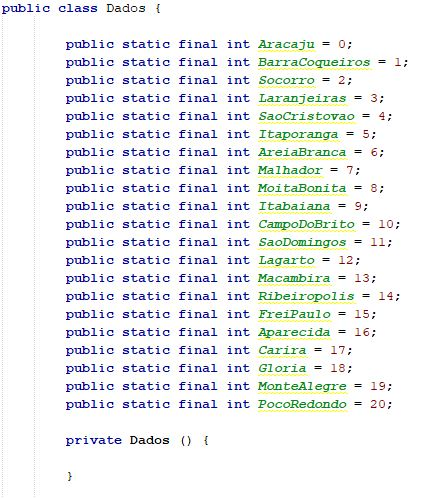 public class Dados {
public static final int Aracaju = 0;
public static final int BarraCoqueiros = 1;
public static final int Socorro = 2;
public static final int Laranjeiras = 3;
public static final int SaoCristovao = 4;
public static final int Itaporanga = 5;
public static final int AreiaBranca = 6;
public static final int Malhador = 7;
public static final int MoitaBonita = 8;
public static final int Itabaiana = 9;
public static final int CampoDoBrito = 10;
public static final int SaoDomingos = 11;
public static final int Lagarto = 12;
public static final int Macambira = 13;
public static final int Ribeiropolis = 14;
public static final int FreiPaulo = 15;
public static final int Aparecida = 16;
public static final int Carira = 17;
public static final int Gloria = 18;
public static final int MonteAlegre = 19;
public static final int PocoRedondo = 20;
private Dados () {
}